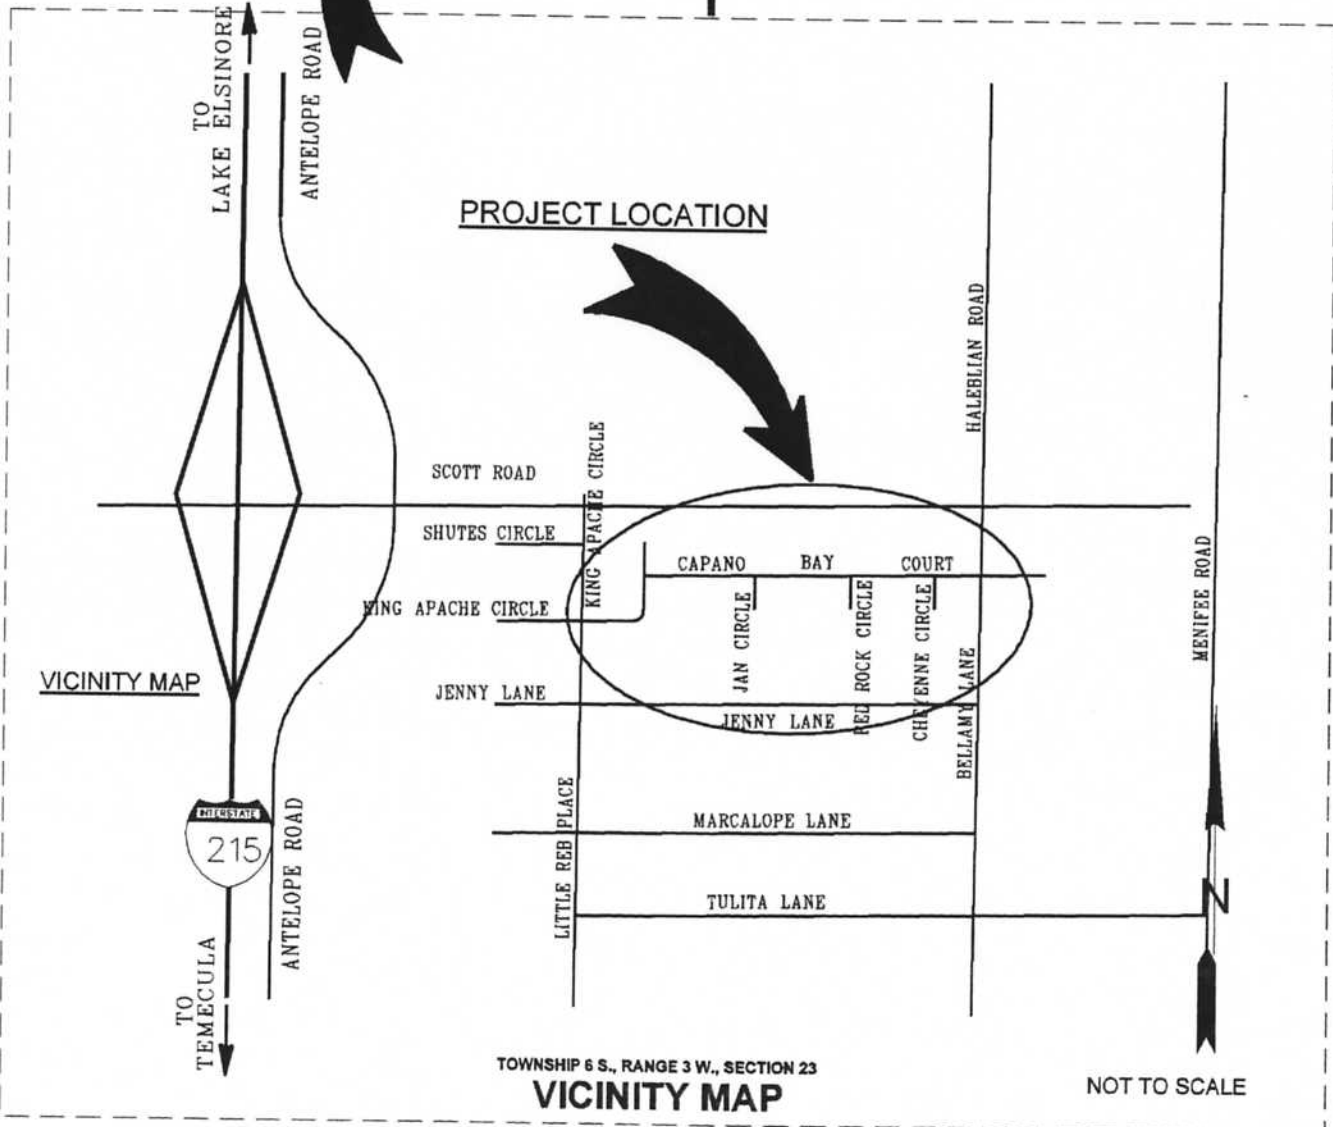 TO
LAKE ELSINORE
ANTELOPE ROAD
PROJECT LOCATION
HALEBLIAN ROAD
KING APACHE CIRCLE
SCOTT ROAD
SHUTES CIRCLE
CAPANO BAY COURT
KING APACHE CIRCLE
JAN CIRCLE
RED ROCK CIRCLE
CHEYENNE CIRCLE
MENIFEE ROAD
VICINITY MAP
JENNY LANE
JENNY LANE
BELLAMY LANE
INTERSTATE
215
ANTELOPE ROAD
LITTLE REB PLACE
MARCALOPE LANE
TULITA LANE
N
TO
TEMECULA
TOWNSHIP 6 S., RANGE 3 W., SECTION 23
VICINITY MAP
NOT TO SCALE